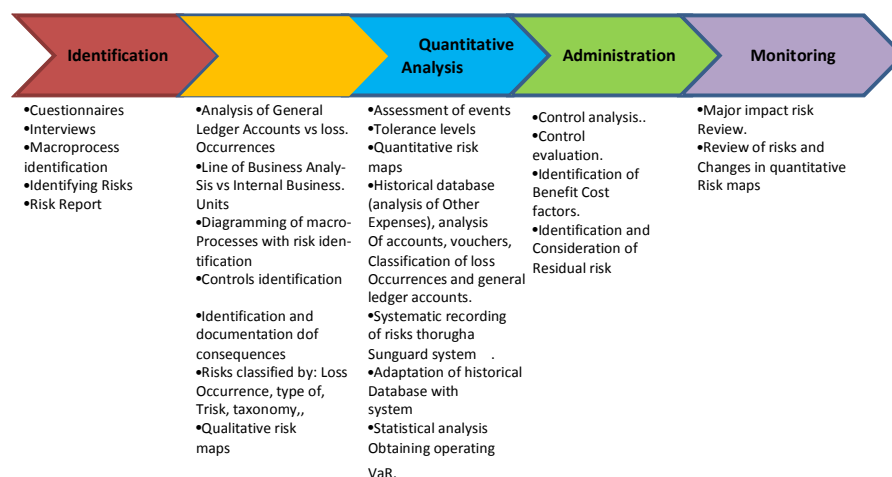 Identification
Quantitative
Analysis
Administration
Monitoring
•Cuestionnaires
•Interviews
•Macroprocess
identification
•Identifying Risks
•Risk Report
•Analysis of General
Ledger Accounts vs loss.
Occurrences
•Line of Business Analy-
Sis vs Internal Business.
Units
•Diagramming of macro-
Processes with risk iden-
tification
•Controls identification
•Identification and
documentation dof
consequences
•Risks classified by: Loss
Occurrence, type of,
Trisk, taxonomy,,
•Qualitative risk
maps
•Assessment of events
•Tolerance levels
•Quantitative risk
maps
•Historical database
(analysis of Other
Expenses), analysis
Of accounts, vouchers,
Classification of loss
Occurrences and general
ledger accounts.
•Systematic recording
of risks thorugha
Sunguard system .
•Adaptation of historical
Database with
system
•Statistical analysis
Obtaining operating
VaR.
•Control analysis..
•Control
evaluation.
•Identification of
Benefit Cost
factors.
•Identification and
Consideration of
Residual risk
•Major impact risk
Review.
•Review of risks and
Changes in quantitative
Risk maps